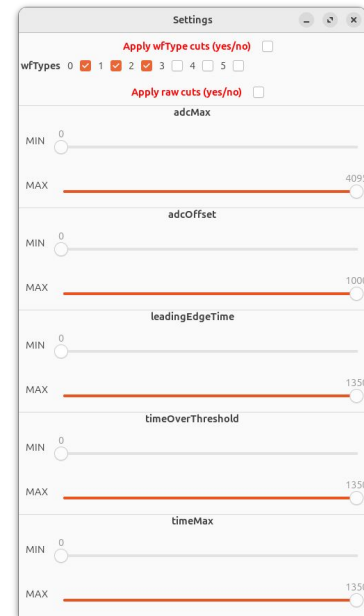 Settings
Apply wfType cuts (yes/no)
wfTypes 0 1 2 3 4 5
Apply raw cuts (yes/no)
adcMax
0
MIN
4095
MAX
adcOffset
0
MIN
1000
MAX
leadingEdgeTime
0
MIN
1350
MAX
timeOverThreshold
0
MIN
1350
MAX
timeMax
0
MIN
1350
MAX